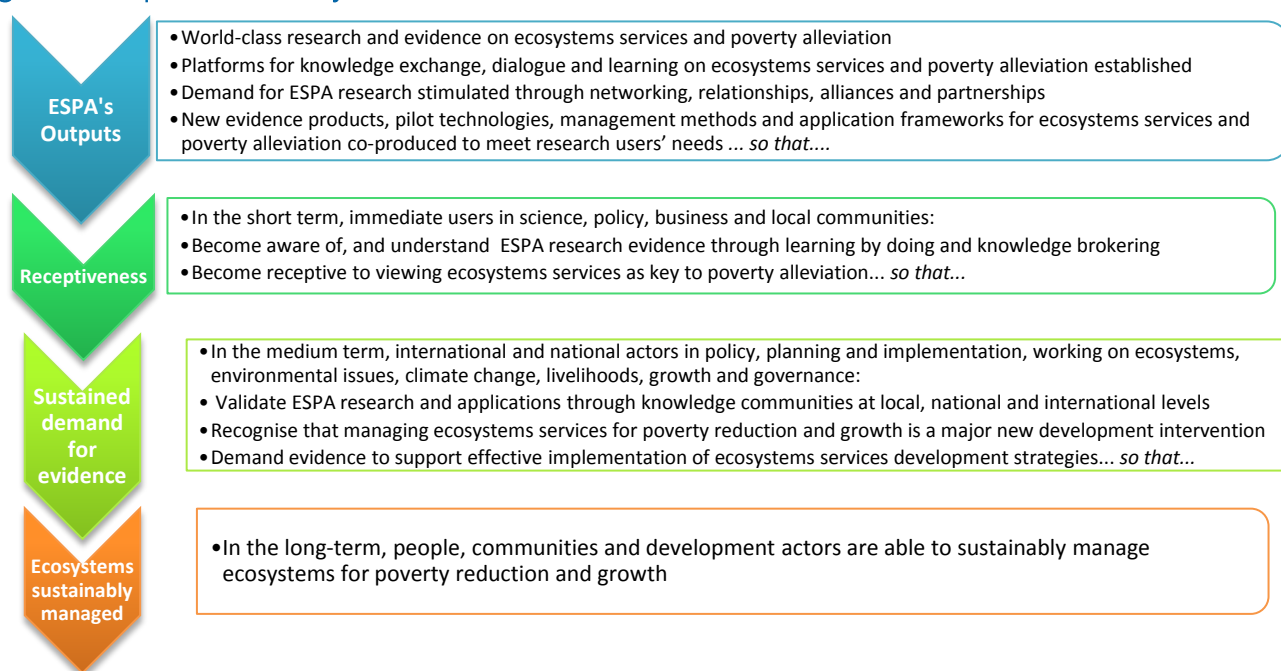 ESPA's
Outputs
•World-class research and evidence on ecosystems services and poverty alleviation
•Platforms for knowledge exchange, dialogue and learning on ecosystems services and poverty alleviation established
•Demand for ESPA research stimulated through networking, relationships, alliances and partnerships
•New evidence products, pilot technologies, management methods and application frameworks for ecosystems services and
poverty alleviation co-produced to meet research users’ needs ... so that....
Receptiveness
•In the short term, immediate users in science, policy, business and local communities:
•Become aware of, and understand ESPA research evidence through learning by doing and knowledge brokering
•Become receptive to viewing ecosystems services as key to poverty alleviation... so that...
Sustained
demand
for
evidence
•In the medium term, international and national actors in policy, planning and implementation, working on ecosystems,
environmental issues, climate change, livelihoods, growth and governance:
• Validate ESPA research and applications through knowledge communities at local, national and international levels
•Recognise that managing ecosystems services for poverty reduction and growth is a major new development intervention
•Demand evidence to support effective implementation of ecosystems services development strategies... so that...
Ecosystems
sustainably
managed
•In the long-term, people, communities and development actors are able to sustainably manage
ecosystems for poverty reduction and growth